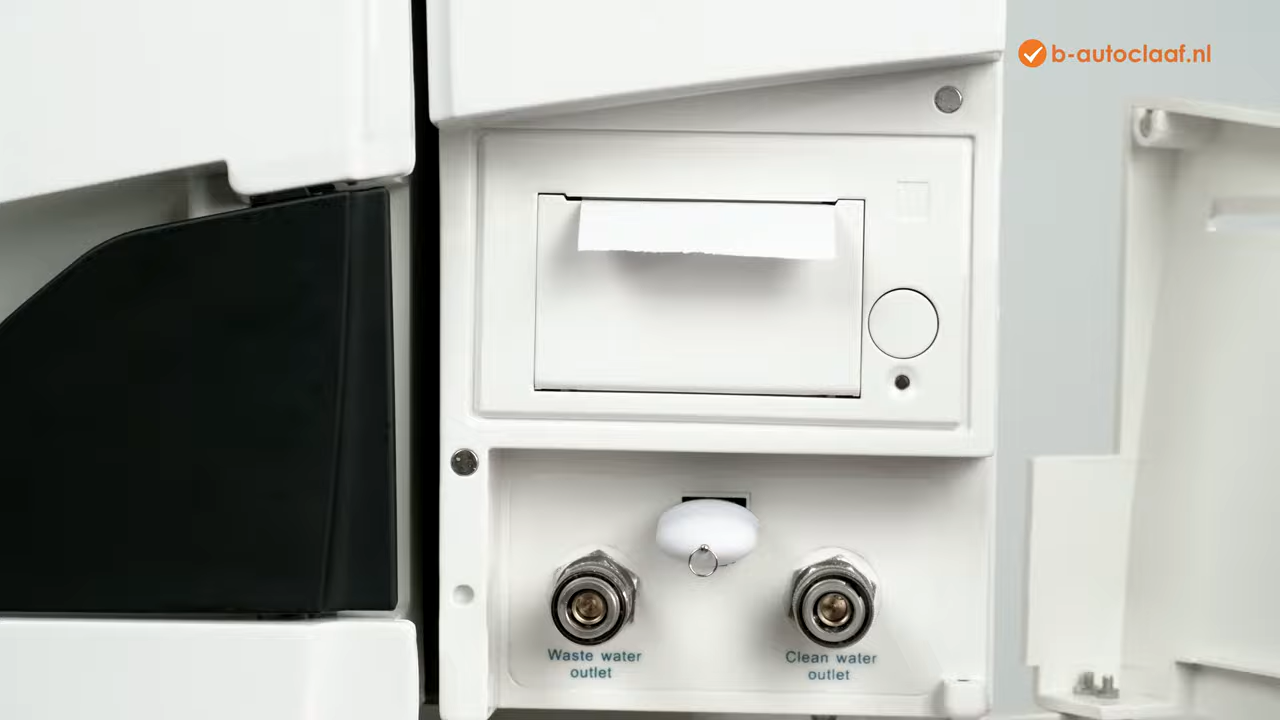 b-autoclaaf.nl
Waste water
outlet
Clean water
outlet